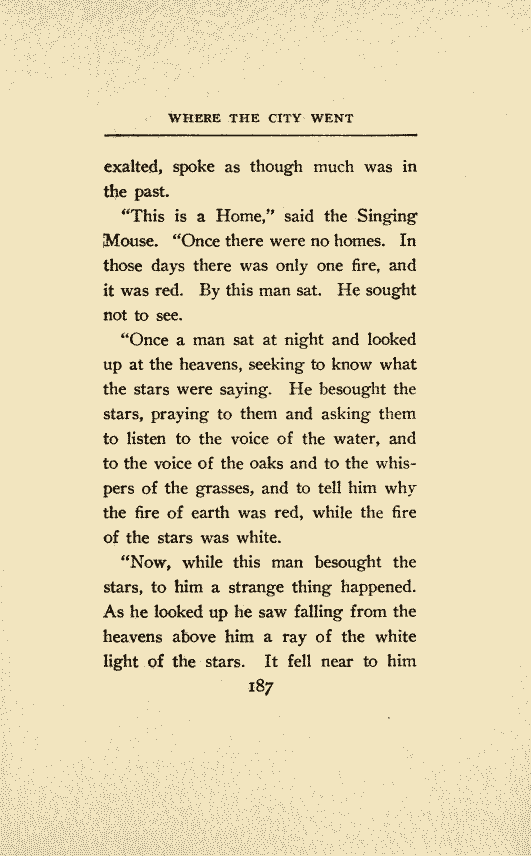 WHERE THE CITY WENT
exalted, spoke as though much was in
the past.
“This is a Home,” said the Singing
Mouse. “Once there were no homes. In
those days there was only one fire, and
it was red. By this man sat. He sought
not to see.
“Once a man sat at night and looked
up at the heavens, seeking to know what
the stars were saying. He besought the
stars, praying to them and asking them
to listen to the voice of the water, and
to the voice of the oaks and to the whis-
pers of the grasses, and to tell him why
the fire of earth was red, while the fire
of the stars was white.
“Now, while this man besought the
stars, to him a strange thing happened.
As he looked up he saw falling from the
heavens above him a ray of the white
light of the stars. It fell near to him
187